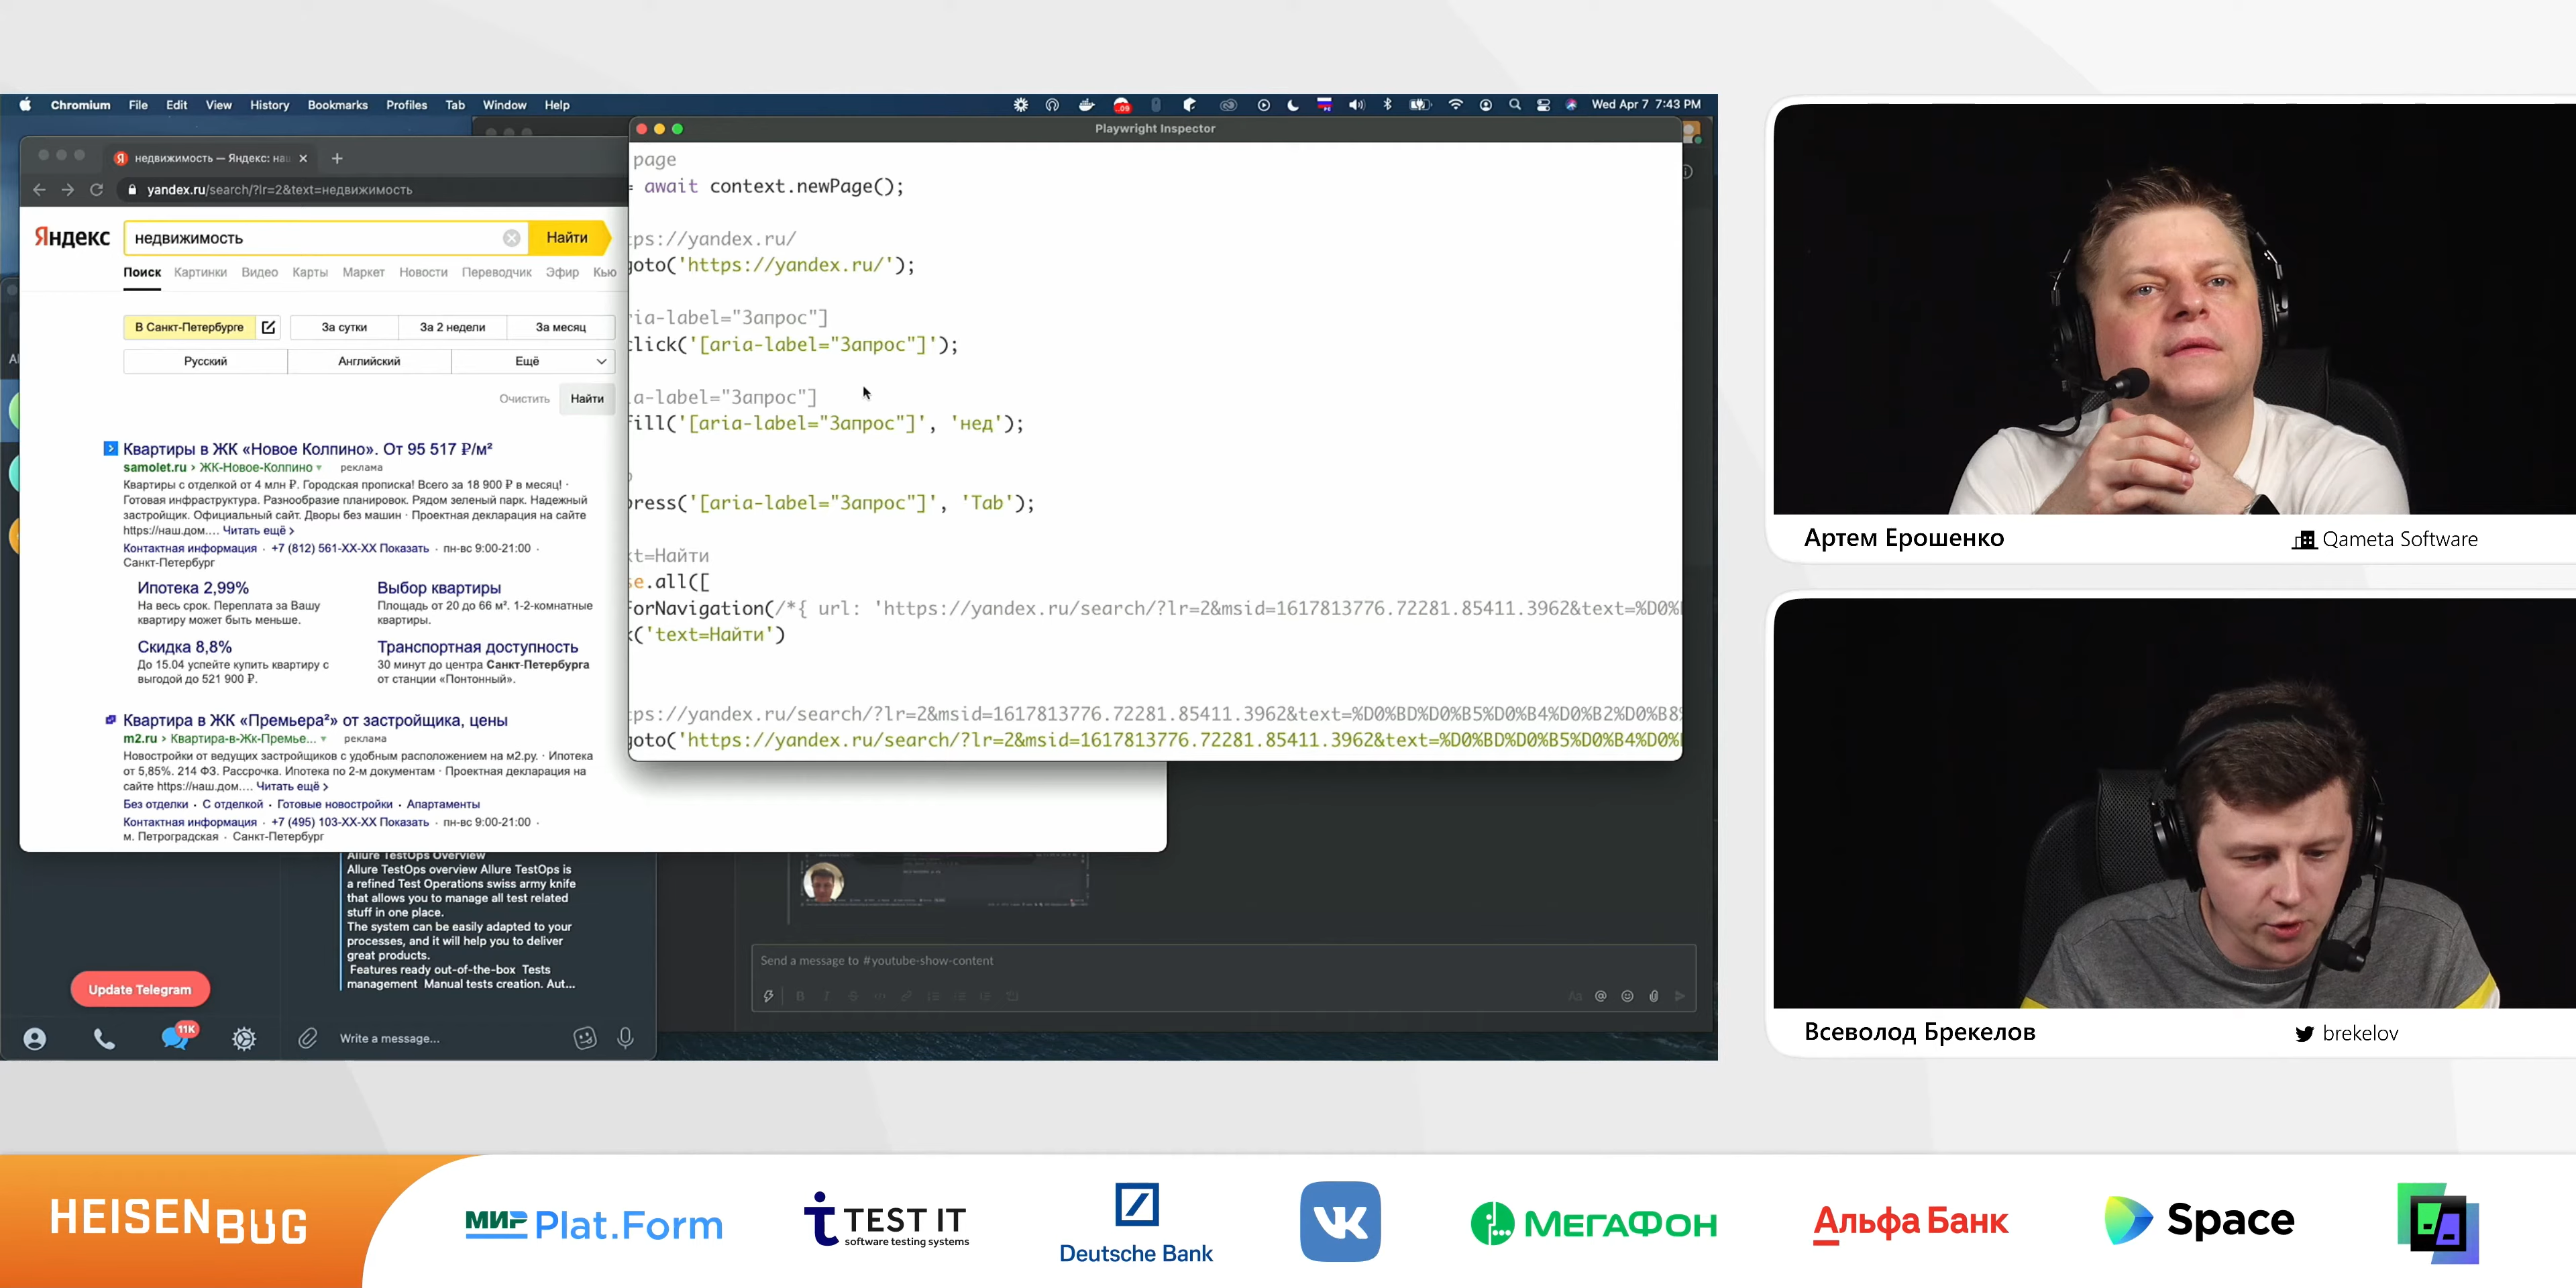 Chromium File Edit View History Bookmarks Profiles Tab Window Help
Wed Apr 7 7:43 PM
недвижимость — Яндекс: на
yandex.ru/search/?lr=2&text=недвижимость
Яндекс
недвижимость
Найти
Поиск Картинки Видео Карты Маркет Новости Переводчик Эфир Кью
В Санкт-Петербурге За сутки За 2 недели За месяц
Русский Английский Ещё
Очистить Найти
Квартиры в ЖК «Новое Колпино». От 95 517 ₽/м²
samolet.ru › ЖК-Новое-Колпино реклама
Квартиры с отделкой от 4 млн ₽. Городская прописка! Всего за 18 900 ₽ в месяц! ·
Готовая инфраструктура. Разнообразие планировок. Рядом зеленый парк. Надежный
застройщик. Официальный сайт. Дворы без машин · Проектная декларация на сайте
https://наш.дом.... Читать ещё ›
Контактная информация · +7 (812) 561-XX-XX Показать · пн-вс 9:00-21:00 ·
Санкт-Петербург
Ипотека 2,99%
На весь срок. Переплата за Вашу
квартиру может быть меньше.
Выбор квартиры
Площадь от 20 до 66 м². 1-2-комнатные
квартиры.
Скидка 8,8%
До 15.04 успейте купить квартиру с
выгодой до 521 900 ₽.
Транспортная доступность
30 минут до центра Санкт-Петербурга
от станции «Понтонный».
Квартира в ЖК «Премьера²» от застройщика, цены
m2.ru › Квартира-в-Жк-Премье... реклама
Новостройки от ведущих застройщиков с удобным расположением на м2.ру. · Ипотека
от 5,85%. 214 ФЗ. Рассрочка. Ипотека по 2-м документам · Проектная декларация на
сайте https://наш.дом.... Читать ещё ›
Без отделки · С отделкой · Готовые новостройки · Апартаменты
Контактная информация · +7 (495) 103-XX-XX Показать · пн-вс 9:00-21:00 ·
м. Петроградская · Санкт-Петербург
Playwright Inspector
page
= await context.newPage();
ps://yandex.ru/
goto('https://yandex.ru/');
ria-label="Запрос"]
click('[aria-label="Запрос"]');
a-label="Запрос"]
fill('[aria-label="Запрос"]', 'нед');
press('[aria-label="Запрос"]', 'Tab');
xt=Найти
se.all([
ForNavigation(/*{ url: 'https://yandex.ru/search/?lr=2&msid=1617813776.72281.85411.3962&text=%D0%
k('text=Найти')
ps://yandex.ru/search/?lr=2&msid=1617813776.72281.85411.3962&text=%D0%BD%D0%B5%D0%B4%D0%B2%D0%B8%
goto('https://yandex.ru/search/?lr=2&msid=1617813776.72281.85411.3962&text=%D0%BD%D0%B5%D0%B4%D0%
Allure TestOps Overview
Allure TestOps overview Allure TestOps is
a refined Test Operations swiss army knife
that allows you to manage all test related
stuff in one place.
The system can be easily adapted to your
processes, and it will help you to deliver
great products.
Features ready out-of-the-box Tests
management Manual tests creation. Aut...
Update Telegram
11K
Write a message...
Send a message to #youtube-show-content
Артем Ерошенко
Qameta Software
Всеволод Брекелов
brekelov
HEISENBUG
МИР Plat.Form
TEST IT
software testing systems
Deutsche Bank
VK
МЕГАФОН
Альфа Банк
Space